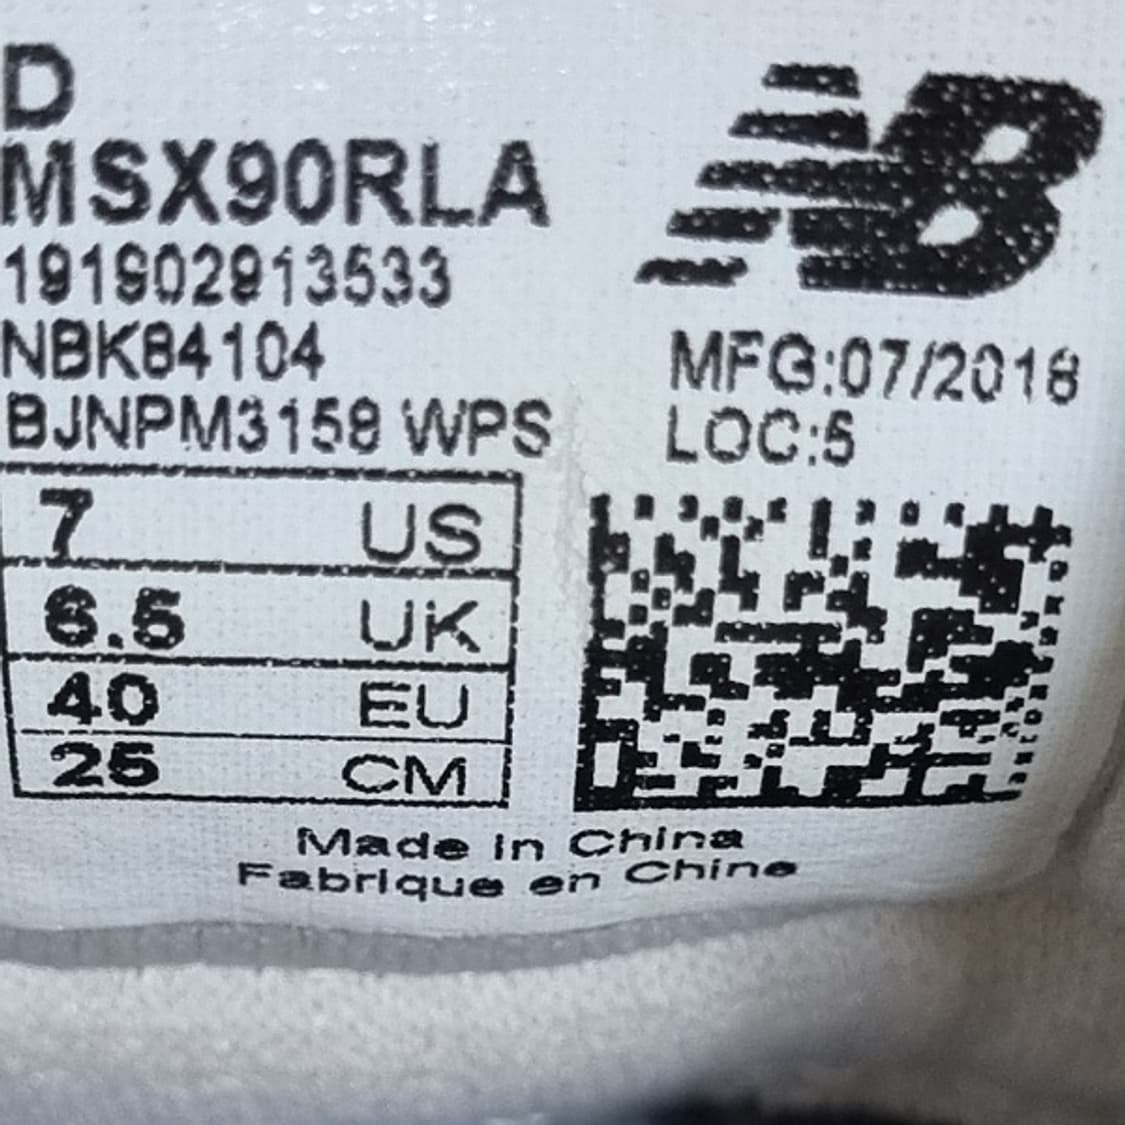 D
MSX90RLA
191902913533
NBK84104
BJNPM3158 WPS
7 US
6.5 UK
40 EU
25 CM
NB
MFG:07/2018
LOC:5
Made in China
Fabrique en Chine